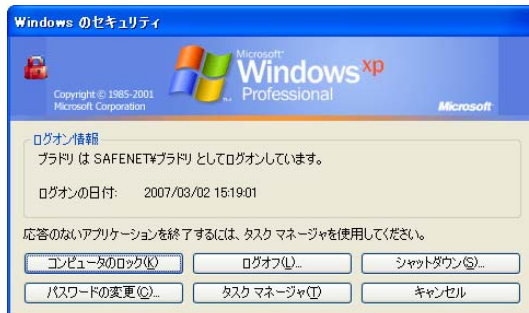 Windows のセキュリティ
Microsoft
Windows xp
Professional
Copyright © 1985-2001
Microsoft Corporation
Microsoft
ログオン情報
ブラドリ は SAFENET¥ブラドリ としてログオンしています。
ログオンの日付: 2007/03/02 15:19:01
応答のないアプリケーションを終了するには、タスク マネージャを使用してください。
コンピュータのロック(K)
ログオフ(L)...
シャットダウン(S)...
パスワードの変更(C)...
タスク マネージャ(T)
キャンセル